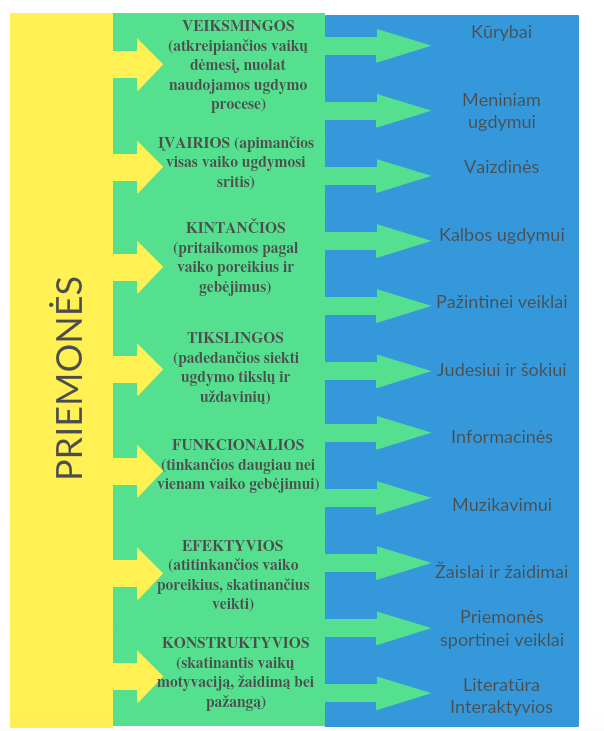 PRIEMONĖS
VEIKSMINGOS
(atkreipiančios vaikų
dėmesį, nuolat
naudojamos ugdymo
procese)
ĮVAIRIOS (apimančios
visas vaiko ugdymosi
sritis)
KINTANČIOS
(pritaikomos pagal
vaiko poreikius ir
gebėjimus)
TIKSLINGOS
(padedančios siekti
ugdymo tikslų ir
uždavinių)
FUNKCIONALIOS
(tinkančios daugiau nei
vienam vaiko gebėjimui)
EFEKTYVIOS
(atitinkančios vaiko
poreikius, skatinančius
veikti)
KONSTRUKTYVIOS
(skatinantis vaikų
motyvaciją, žaidimą bei
pažangą)
Kūrybai
Meniniam
ugdymui
Vaizdinės
Kalbos ugdymui
Pažintinei veiklai
Judesiui ir šokiui
Informacinės
Muzikavimui
Žaislai ir žaidimai
Priemonės
sportinei veiklai
Literatūra
Interaktyvios